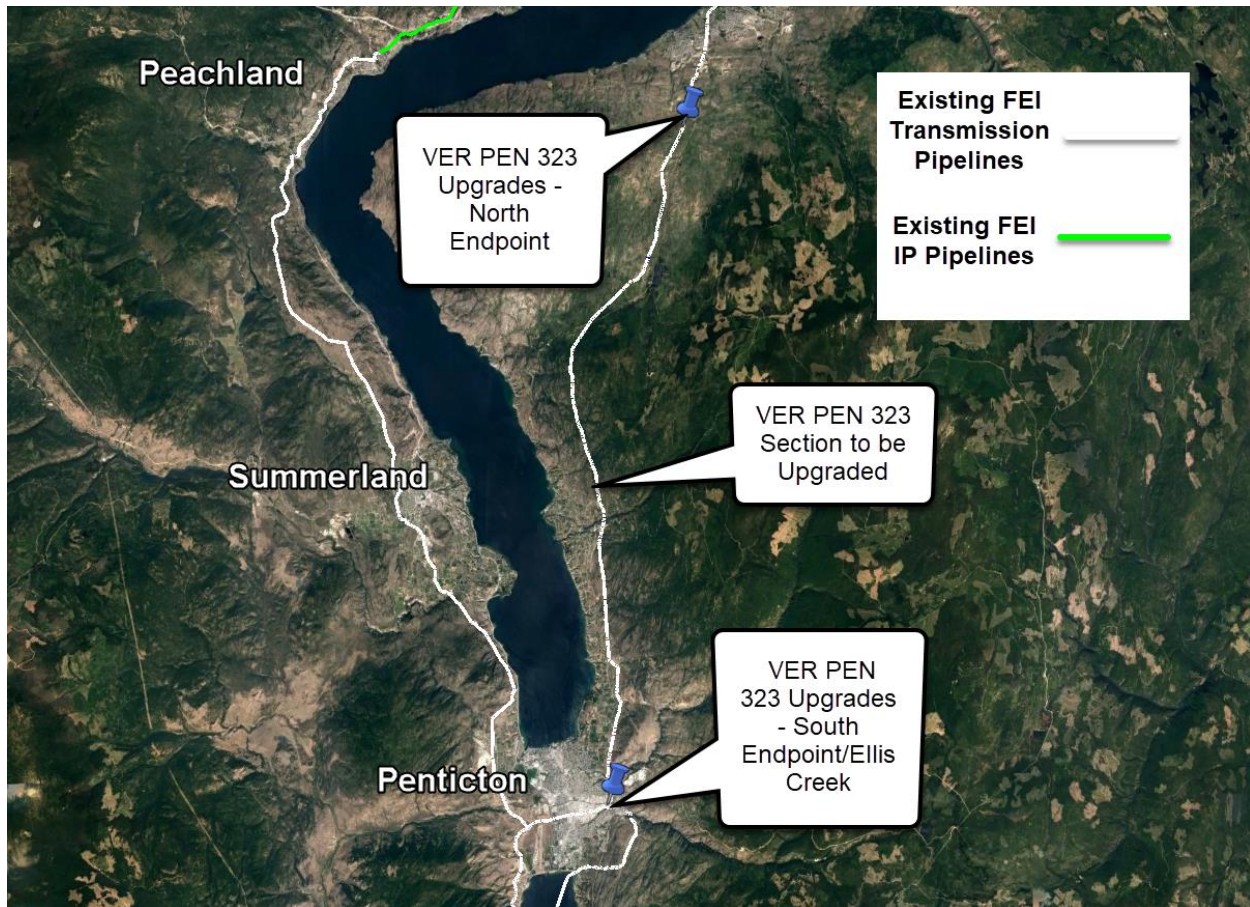 Peachland
VER PEN 323
Upgrades -
North
Endpoint
Existing FEI
Transmission
Pipelines
Existing FEI
IP Pipelines
VER PEN 323
Section to be
Upgraded
Summerland
VER PEN
323 Upgrades
- South
Endpoint/Ellis
Creek
Penticton